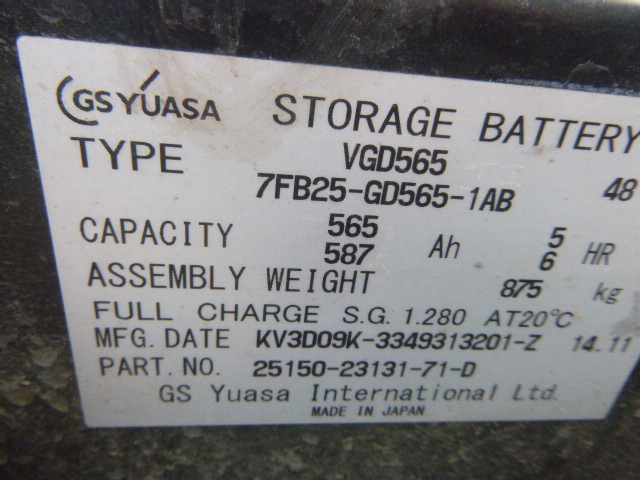 GS YUASA STORAGE BATTERY
TYPE VGD565 48
7FB25-GD565-1AB
CAPACITY 565 Ah 5 HR
587 6
ASSEMBLY WEIGHT 875 kg
FULL CHARGE S.G. 1.280 AT20°C
MFG. DATE KV3D09K-3349313201-Z 14.11
PART. NO. 25150-23131-71-D
GS Yuasa International Ltd.
MADE IN JAPAN